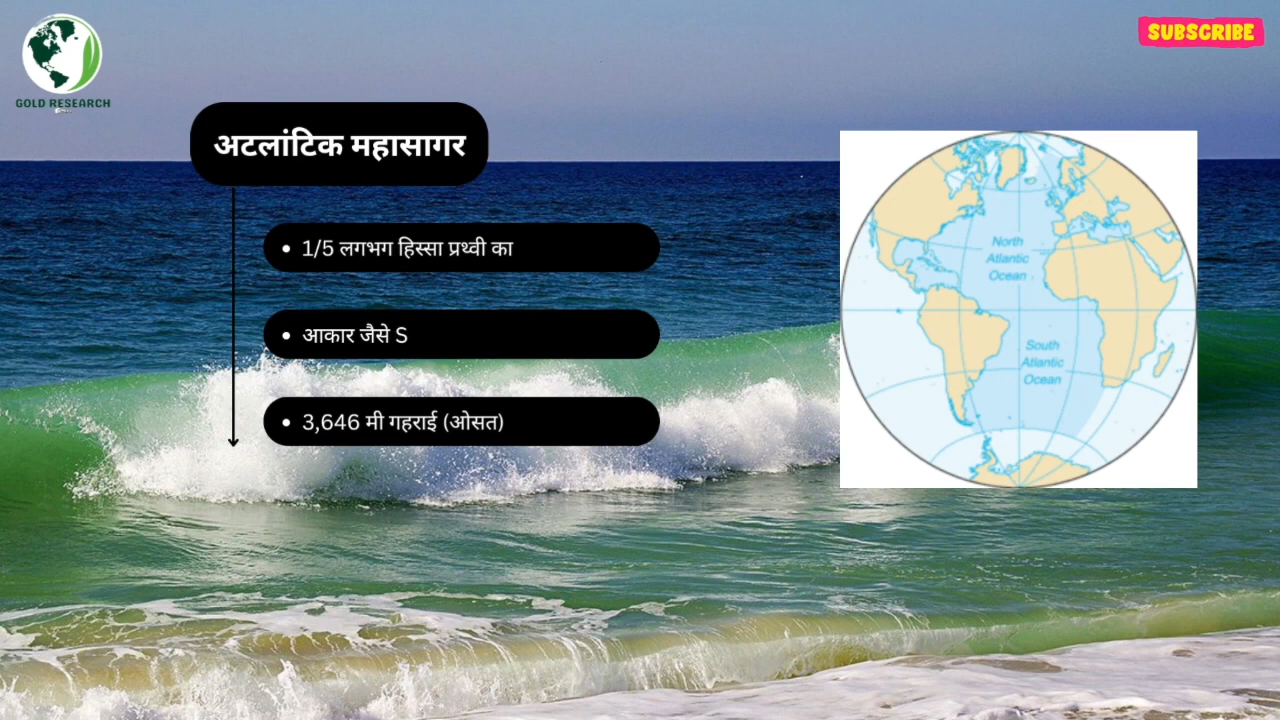 GOLD RESEARCH
SUBSCRIBE
अटलांटिक महासागर
1/5 लगभग हिस्सा प्रथ्वी का
आकार जैसे S
3,646 मी गहराई (ओसत)
North
Atlantic
Ocean
South
Atlantic
Ocean